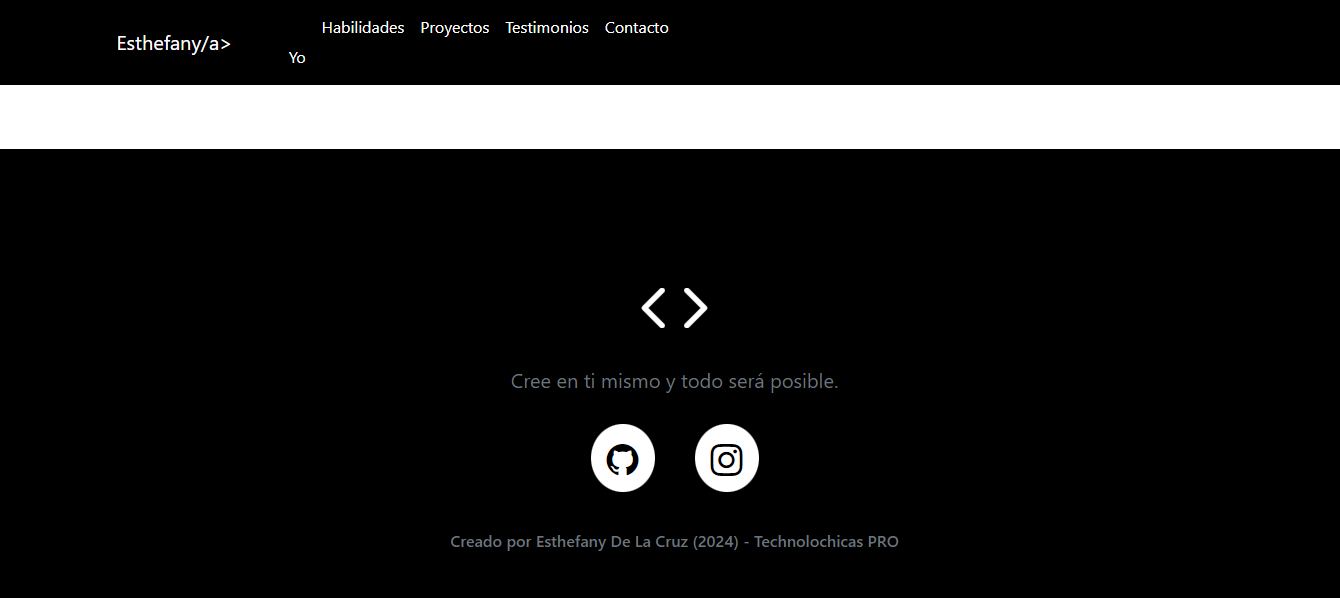 Esthefany/a>
Yo
Habilidades Proyectos Testimonios Contacto
Cree en ti mismo y todo será posible.
Creado por Esthefany De La Cruz (2024) - Technolochicas PRO